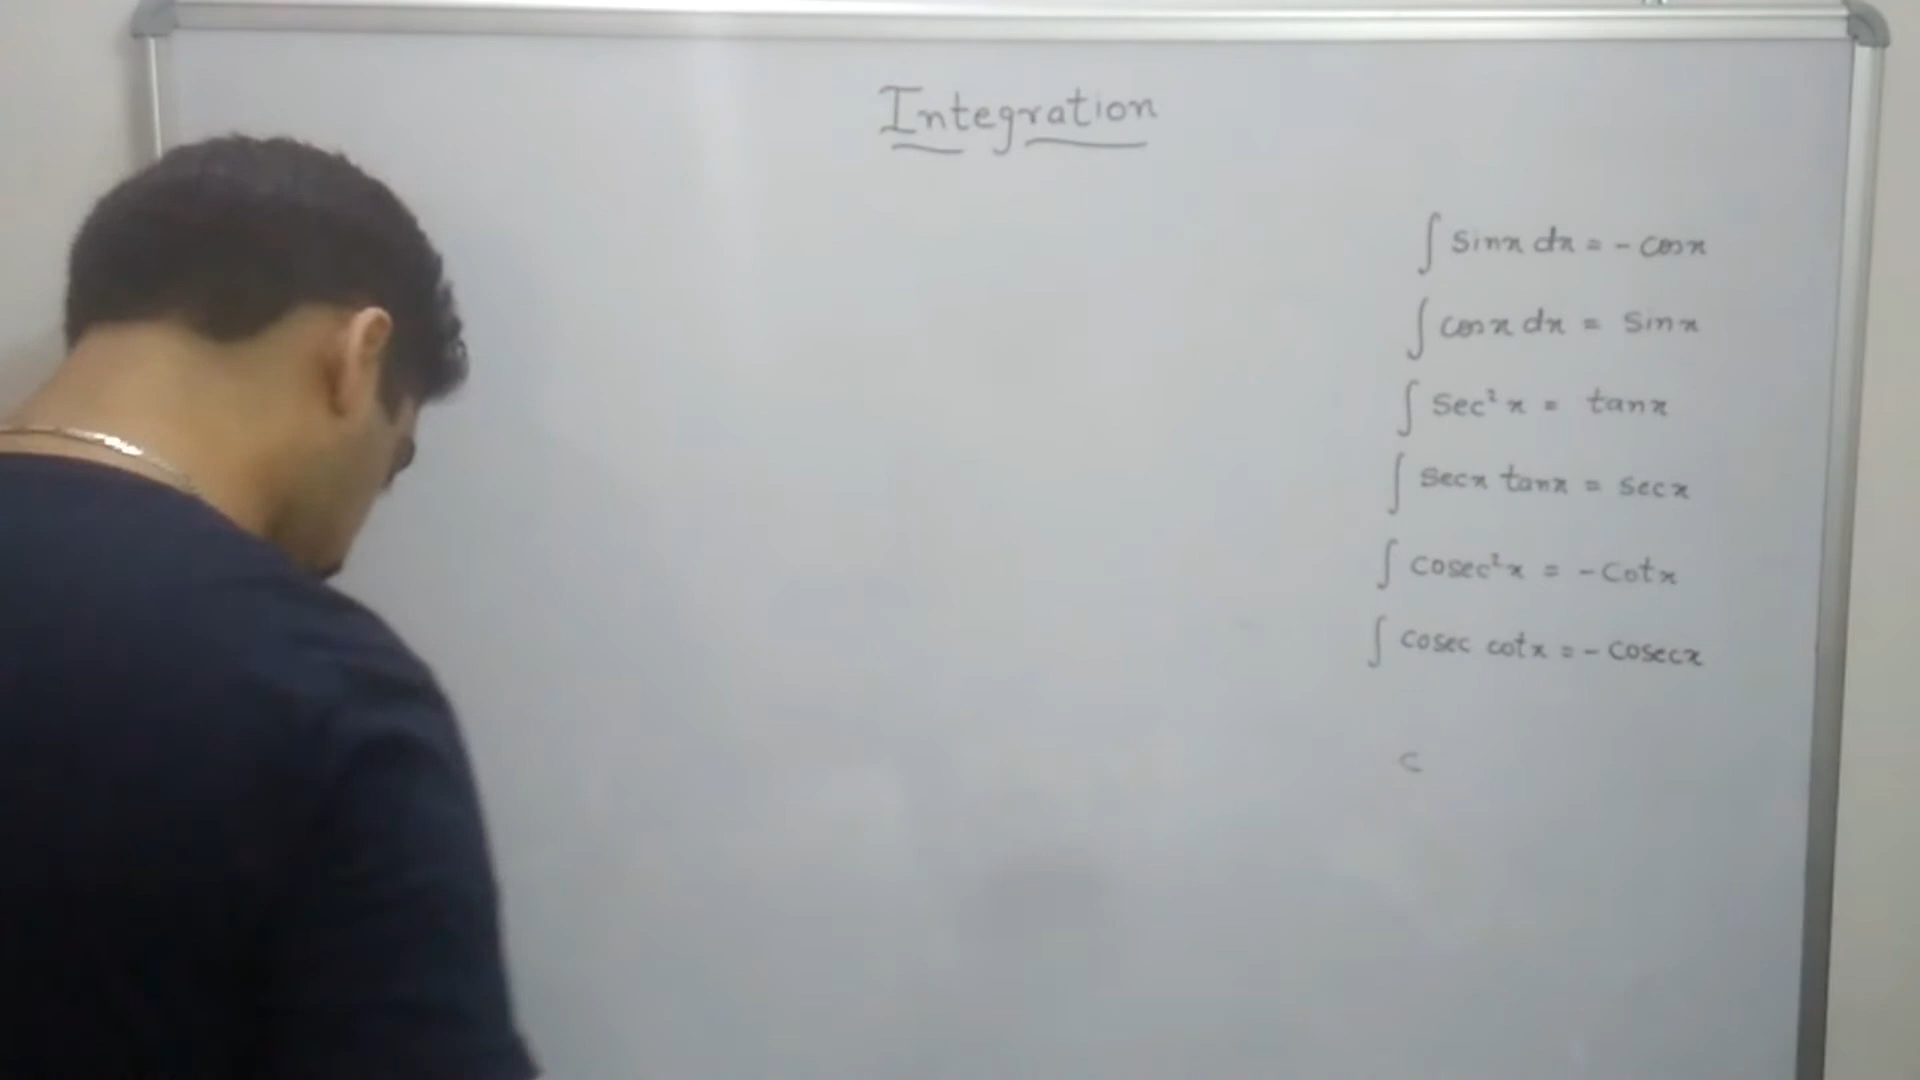 Integration
∫ sinx dx = - cosx
∫ cosx dx = sinx
∫ sec²x = tanx
∫ secx tanx = secx
∫ cosec²x = -cotx
∫ cosec cotx = - cosecx
c